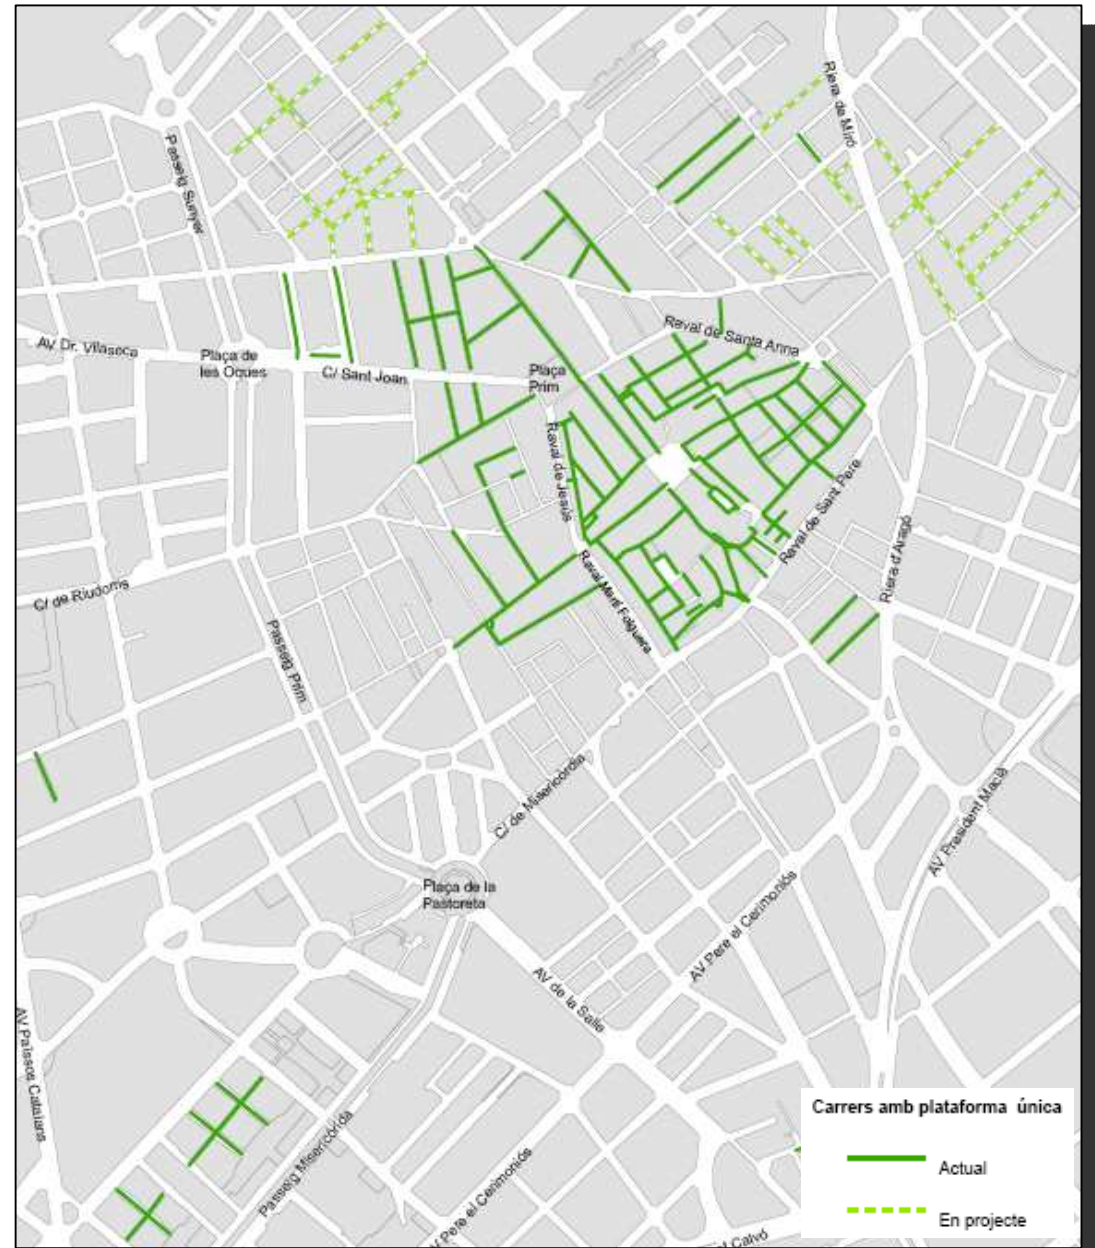 Riera de Miró
Passeig Sunyer
Raval de Santa Anna
AV Dr. Vilaseca
Plaça de
les Oques
C/ Sant Joan
Plaça
Prim
Raval de Jesús
Raval de Sant Pere
Riera d'Aragó
C/ de Riudoms
Raval Martí Folguera
Passeig Prim
C/ de Misericòrdia
AV President Macià
Plaça de la
Pastoreta
AV Pere el Cerimoniós
AV de la Salle
AV Països Catalans
Passeig Misericòrdia
V Pere el Cerimoniós
Calvó
Carrers amb plataforma única
Actual
En projecte